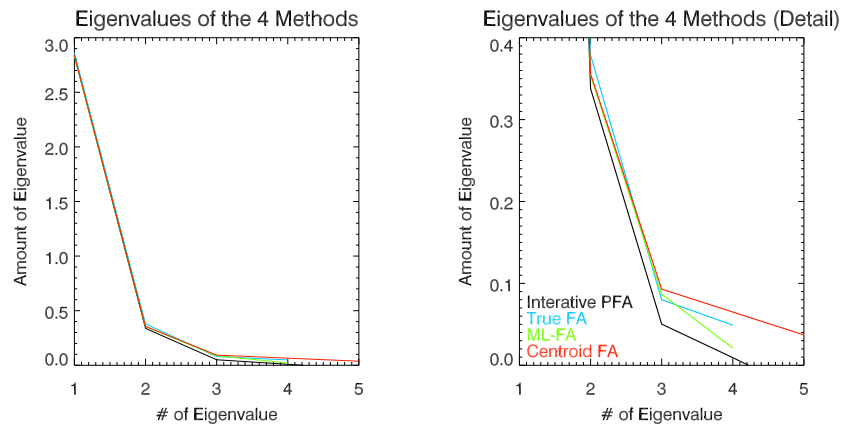 Eigenvalues of the 4 Methods
3.0
2.5
2.0
1.5
1.0
0.5
0.0
Amount of Eigenvalue
1 2 3 4 5
# of Eigenvalue
Eigenvalues of the 4 Methods (Detail)
0.4
0.3
0.2
0.1
0.0
Amount of Eigenvalue
Interative PFA
True FA
ML-FA
Centroid FA
1 2 3 4 5
# of Eigenvalue